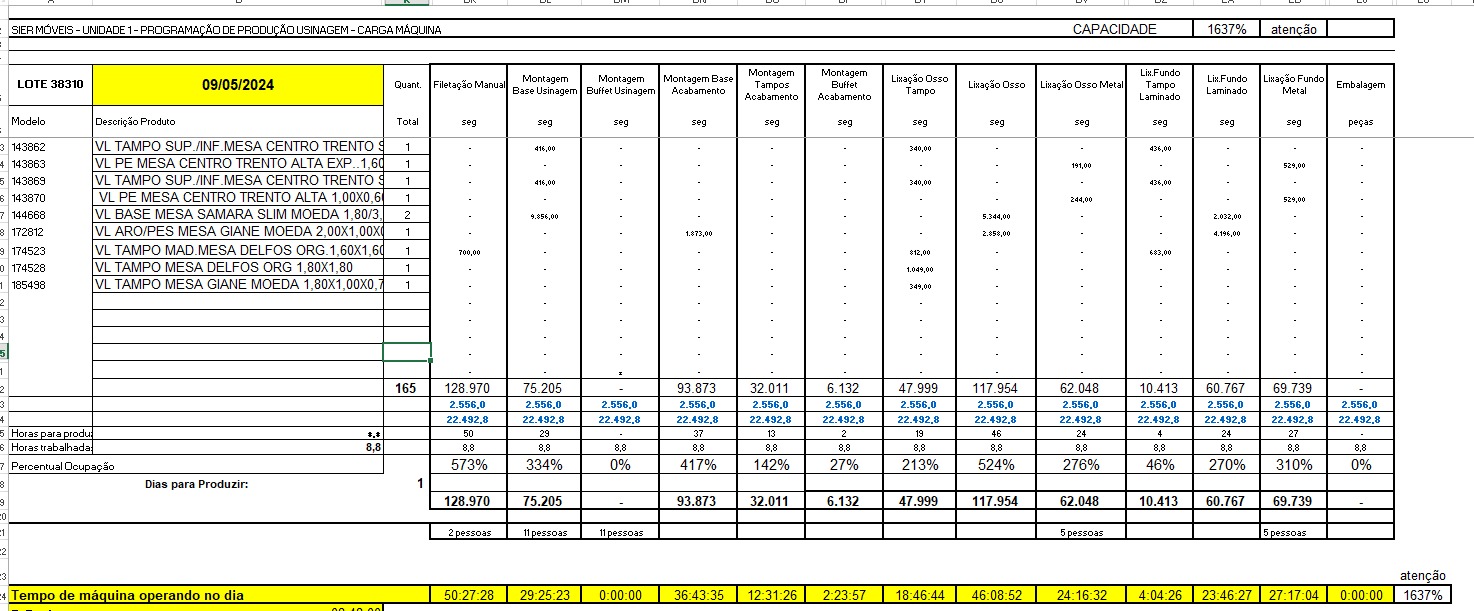 SIER MÓVEIS - UNIDADE 1 - PROGRAMAÇÃO DE PRODUÇÃO USINAGEM - CARGA MÁQUINA CAPACIDADE 1637% atenção
LOTE 38310 09/05/2024 Quant. Filetação Manual Montagem Base Usinagem Montagem Buffet Usinagem Montagem Base Acabamento Montagem Tampos Acabamento Montagem Buffet Acabamento Lixação Osso Tampo Lixação Osso Lixação Osso Metal Lix.Fundo Tampo Laminado Lix.Fundo Laminado Lixação Fundo Metal Embalagem
Modelo Descrição Produto Total seg seg seg seg seg seg seg seg seg seg seg seg peças
143862 VL TAMPO SUP./INF.MESA CENTRO TRENTO S 1 - 416,00 - - - - 340,00 - - 436,00 - - -
143863 VL PE MESA CENTRO TRENTO ALTA EXP..1,60 1 - - - - - - - - 191,00 - - 529,00 -
143869 VL TAMPO SUP./INF.MESA CENTRO TRENTO S 1 - 416,00 - - - - 340,00 - - 436,00 - - -
143870 VL PE MESA CENTRO TRENTO ALTA 1,00X0,60 1 - - - - - - - - 244,00 - - 529,00 -
144668 VL BASE MESA SAMARA SLIM MOEDA 1,80/3, 2 - 9.856,00 - - - - - 5.344,00 - - 2.032,00 - -
172812 VL ARO/PES MESA GIANE MOEDA 2,00X1,00X0 1 - - - 1.873,00 - - - 2.858,00 - - 4.196,00 - -
174523 VL TAMPO MAD.MESA DELFOS ORG.1,60X1,60 1 700,00 - - - - - 812,00 - - 683,00 - - -
174528 VL TAMPO MESA DELFOS ORG 1,80X1,80 1 - - - - - - 1.049,00 - - - - - -
185498 VL TAMPO MESA GIANE MOEDA 1,80X1,00X0,7 1 - - - - - - 349,00 - - - - - -
- - - - - - - - - - - - -
- - - - - - - - - - - - -
- - - - - - - - - - - - -
- - - - - - - - - - - - -
- - - - - - - - - - - -
165 128.970 75.205 - 93.873 32.011 6.132 47.999 117.954 62.048 10.413 60.767 69.739 -
2.556,0 2.556,0 2.556,0 2.556,0 2.556,0 2.556,0 2.556,0 2.556,0 2.556,0 2.556,0 2.556,0 2.556,0 2.556,0
22.492,8 22.492,8 22.492,8 22.492,8 22.492,8 22.492,8 22.492,8 22.492,8 22.492,8 22.492,8 22.492,8 22.492,8 22.492,8
Horas para produz 50 29 - 37 13 2 19 46 24 4 24 27 -
Horas trabalhadas 8,8 8,8 8,8 8,8 8,8 8,8 8,8 8,8 8,8 8,8 8,8 8,8 8,8 8,8
Percentual Ocupação 573% 334% 0% 417% 142% 27% 213% 524% 276% 46% 270% 310% 0%
Dias para Produzir: 1
128.970 75.205 - 93.873 32.011 6.132 47.999 117.954 62.048 10.413 60.767 69.739 -
2 pessoas 11 pessoas 11 pessoas 5 pessoas 5 pessoas
atenção
Tempo de máquina operando no dia 50:27:28 29:25:23 0:00:00 36:43:35 12:31:26 2:23:57 18:46:44 46:08:52 24:16:32 4:04:26 23:46:27 27:17:04 0:00:00 1637%